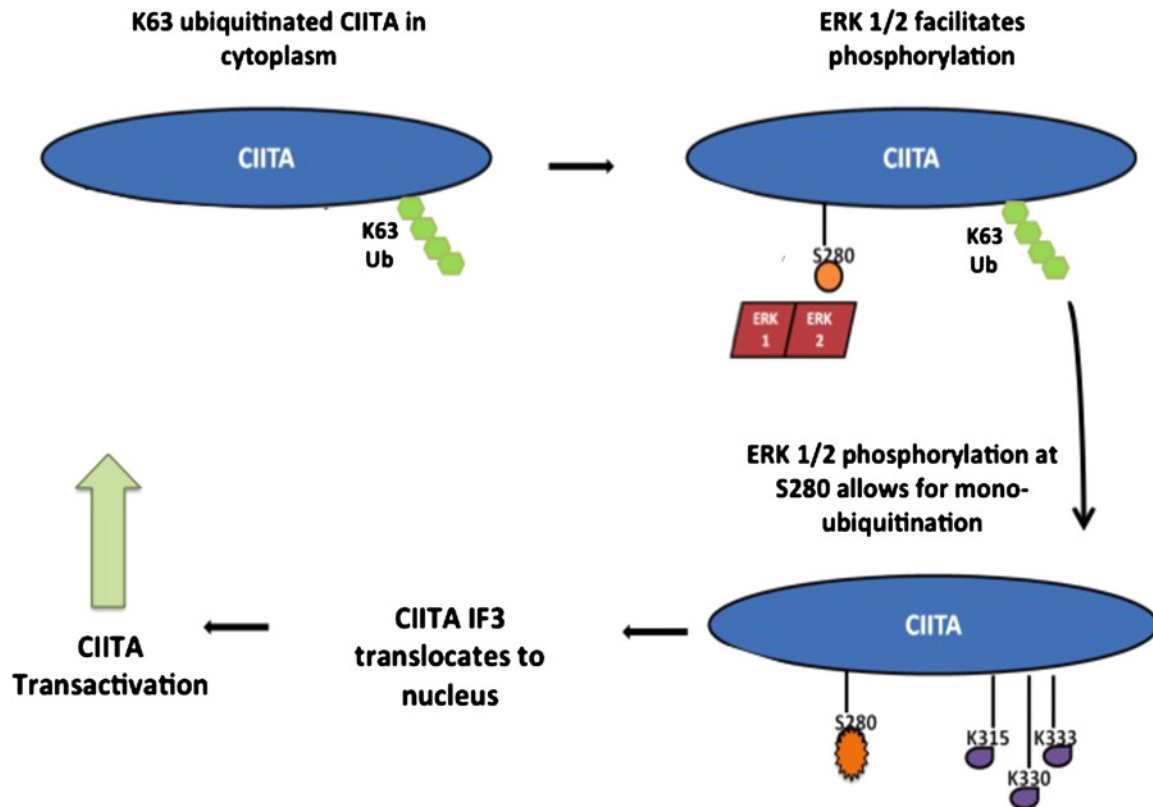 K63 ubiquitinated CIITA in
cytoplasm
CIITA
K63
Ub
ERK 1/2 facilitates
phosphorylation
CIITA
S280
K63
Ub
ERK
1
ERK
2
ERK 1/2 phosphorylation at
S280 allows for mono-
ubiquitination
CIITA
S280
K315
K330
K333
CIITA IF3
translocates to
nucleus
CIITA
Transactivation